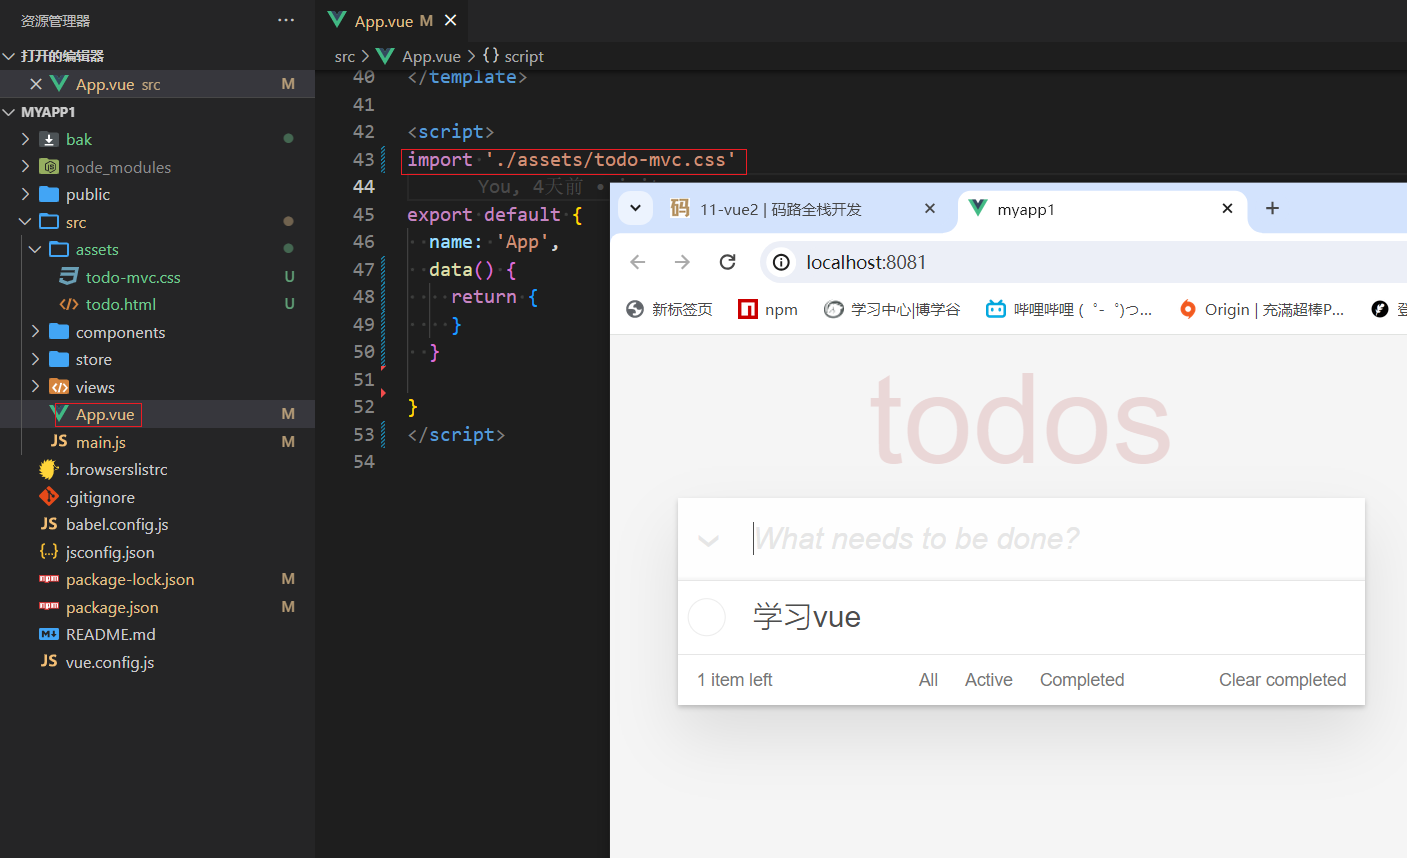 资源管理器 ···
打开的编辑器
App.vue src M
MYAPP1
bak
node_modules
public
src
assets
todo-mvc.css U
todo.html U
components
store
views
App.vue M
JS main.js M
.browserslistrc
.gitignore
JS babel.config.js
{..} jsconfig.json
npm package-lock.json M
npm package.json M
M↓ README.md
JS vue.config.js
App.vue M
src > App.vue > {} script
40 </template>
41
42 <script>
43 import './assets/todo-mvc.css'
44 You, 4天前 •
45 export default {
46 name: 'App',
47 data() {
48 return {
49 }
50 }
51
52 }
53 </script>
54
码 11-vue2 | 码路全栈开发
myapp1
localhost:8081
新标签页
npm
学习中心|博学谷
哔哩哔哩 (゜-゜)つ...
Origin | 充滿超棒P...
登
todos
What needs to be done?
学习vue
1 item left
All Active Completed
Clear completed